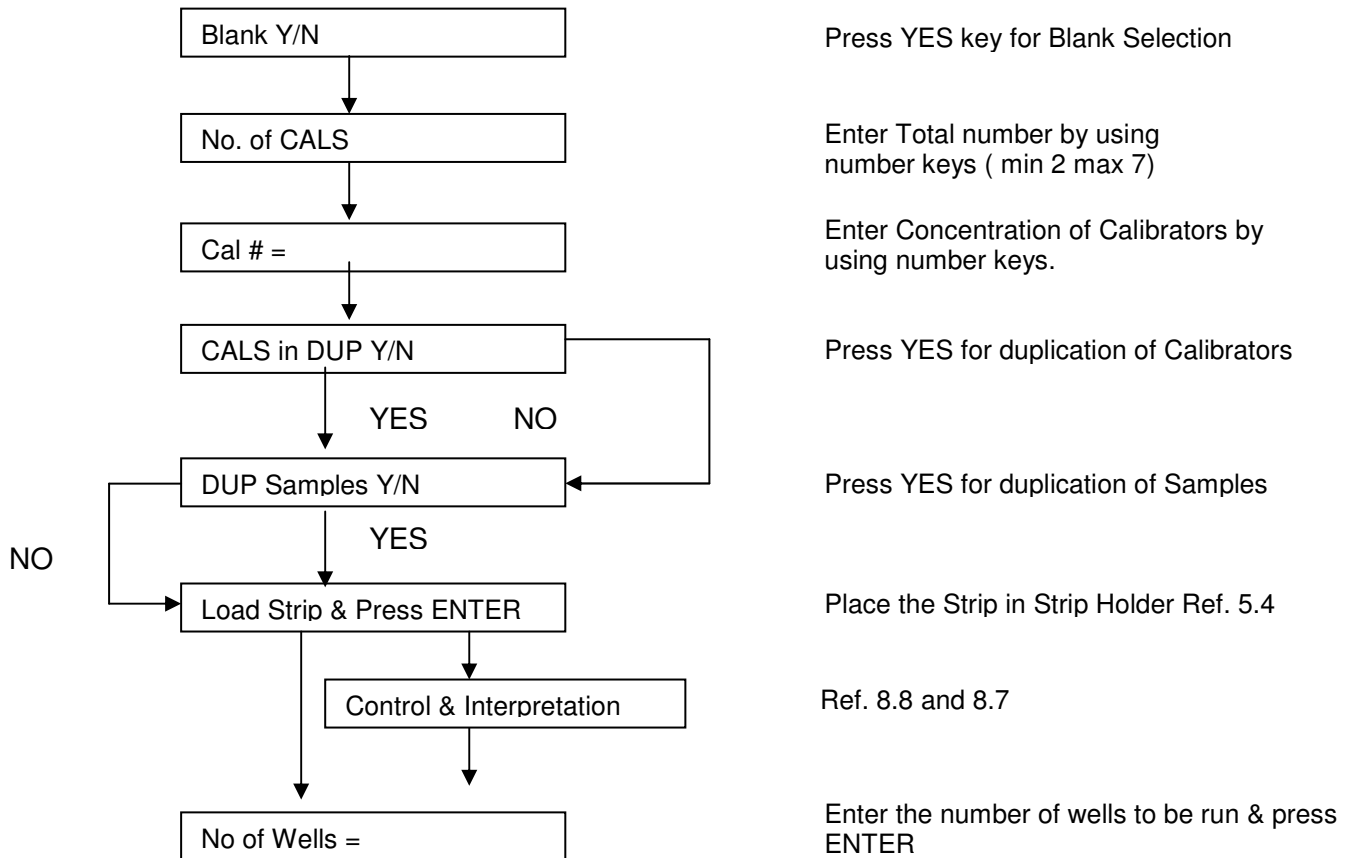 Blank Y/N
Press YES key for Blank Selection
No. of CALS
Enter Total number by using
number keys ( min 2 max 7)
Cal # =
Enter Concentration of Calibrators by
using number keys.
CALS in DUP Y/N
Press YES for duplication of Calibrators
YES
NO
DUP Samples Y/N
Press YES for duplication of Samples
YES
NO
Load Strip & Press ENTER
Place the Strip in Strip Holder Ref. 5.4
Control & Interpretation
Ref. 8.8 and 8.7
No of Wells =
Enter the number of wells to be run & press
ENTER